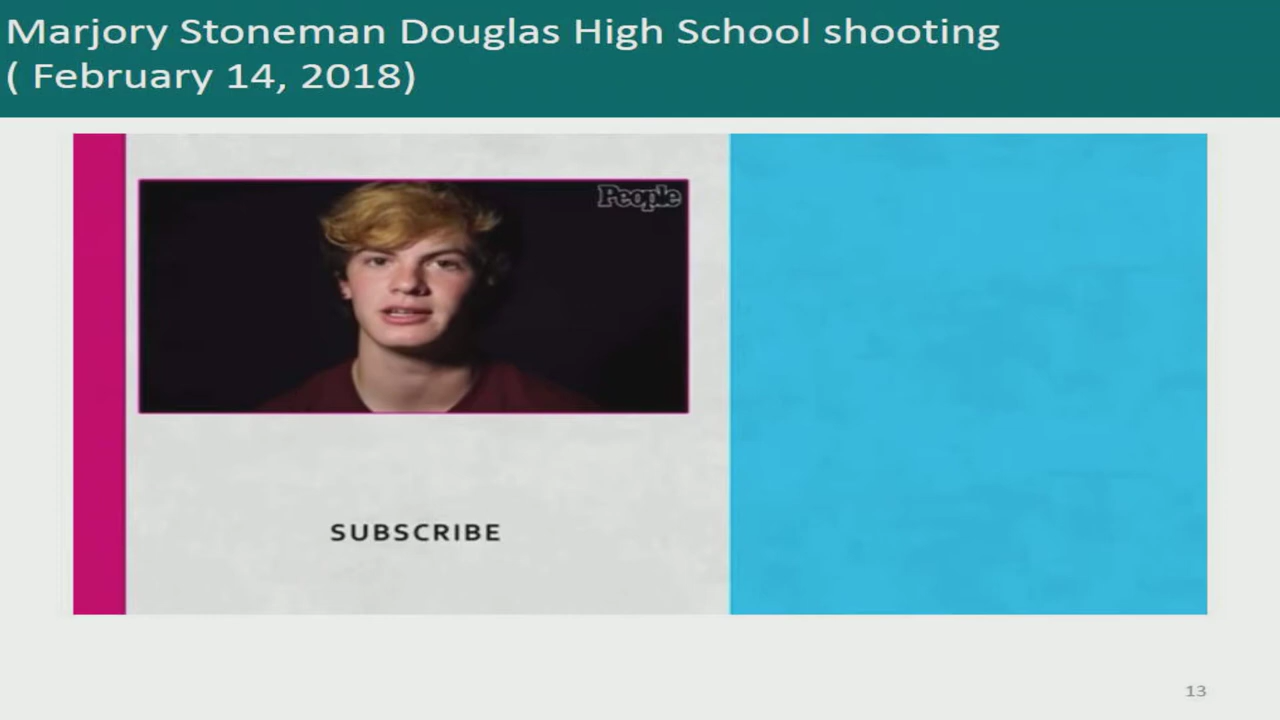 Marjory Stoneman Douglas High School shooting
( February 14, 2018)
People
SUBSCRIBE
13